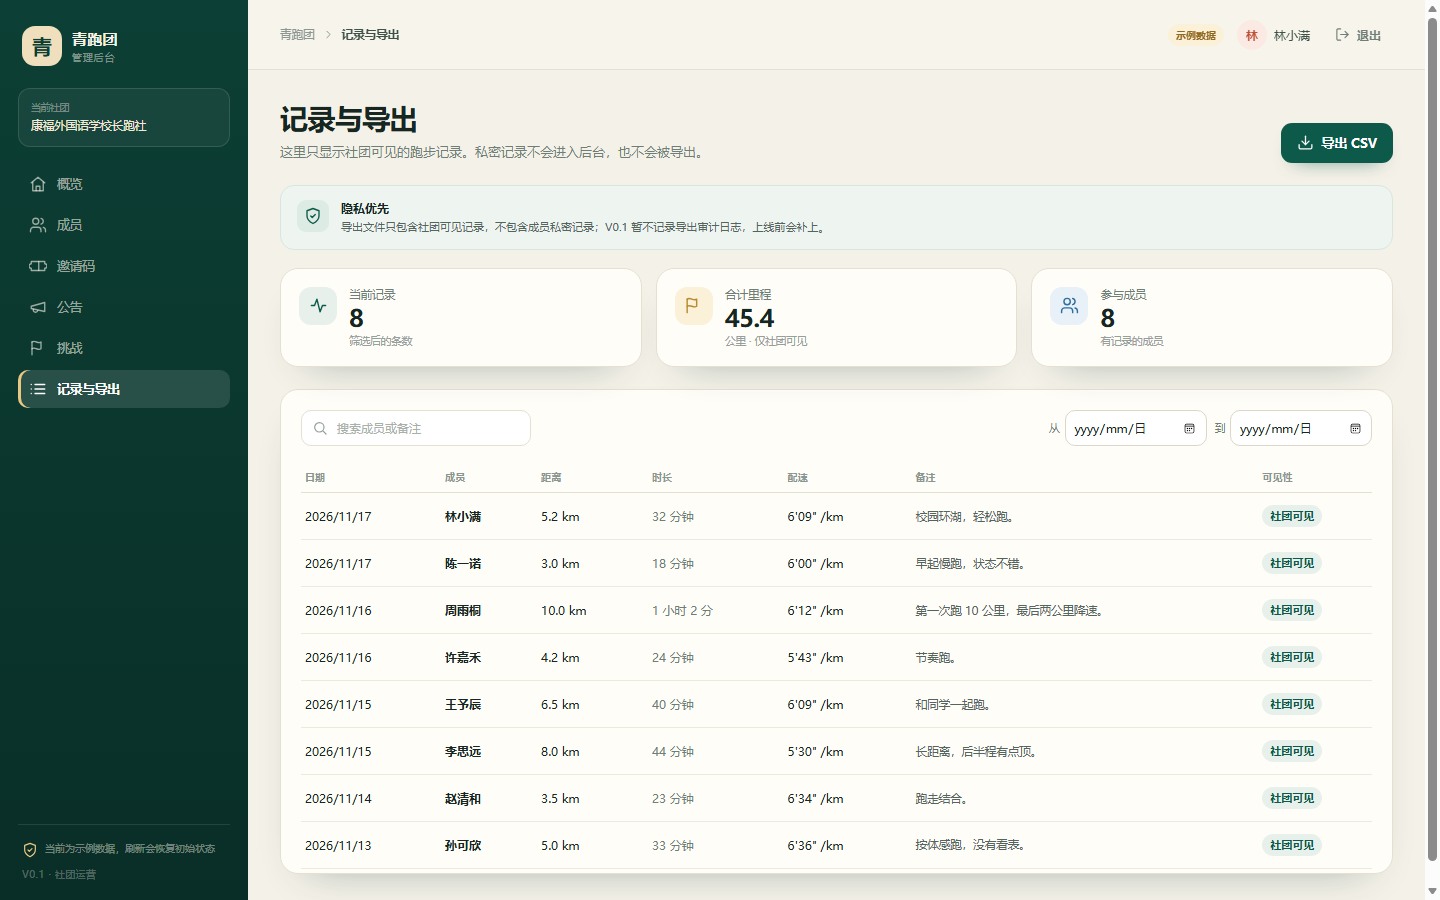 青
青跑团
管理后台
当前社团
康福外国语学校长跑社
概览
成员
邀请码
公告
挑战
记录与导出
当前为示例数据，刷新会恢复初始状态
V0.1 · 社团运营
青跑团 > 记录与导出
示例数据
林 林小满
退出
记录与导出
这里只显示社团可见的跑步记录。私密记录不会进入后台，也不会被导出。
导出 CSV
隐私优先
导出文件只包含社团可见记录，不包含成员私密记录；V0.1 暂不记录导出审计日志，上线前会补上。
当前记录
8
筛选后的条数
合计里程
45.4
公里 · 仅社团可见
参与成员
8
有记录的成员
搜索成员或备注
从 yyyy/mm/日 到 yyyy/mm/日
日期 成员 距离 时长 配速 备注 可见性
2026/11/17 林小满 5.2 km 32 分钟 6'09" /km 校园环湖，轻松跑。 社团可见
2026/11/17 陈一诺 3.0 km 18 分钟 6'00" /km 早起慢跑，状态不错。 社团可见
2026/11/16 周雨桐 10.0 km 1 小时 2 分 6'12" /km 第一次跑 10 公里，最后两公里降速。 社团可见
2026/11/16 许嘉禾 4.2 km 24 分钟 5'43" /km 节奏跑。 社团可见
2026/11/15 王予辰 6.5 km 40 分钟 6'09" /km 和同学一起跑。 社团可见
2026/11/15 李思远 8.0 km 44 分钟 5'30" /km 长距离，后半程有点顶。 社团可见
2026/11/14 赵清和 3.5 km 23 分钟 6'34" /km 跑走结合。 社团可见
2026/11/13 孙可欣 5.0 km 33 分钟 6'36" /km 按体感跑，没有看表。 社团可见